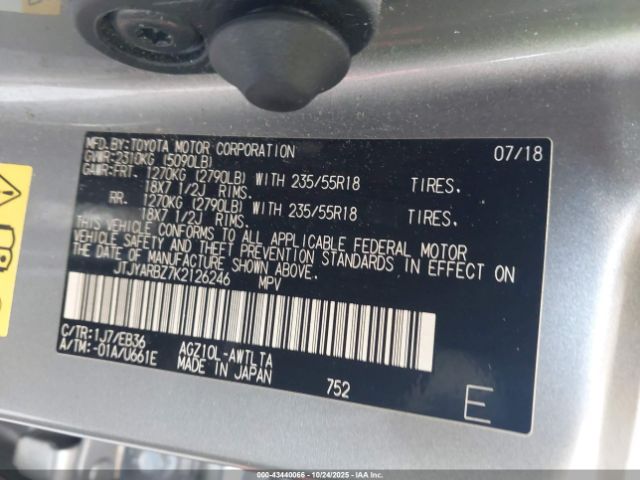 MFD.BY:TOYOTA MOTOR CORPORATION 07/18
GVWR:2310KG (5090LB)
GAWR-FRT. 1270KG (2790LB) WITH 235/55R18 TIRES.
18X7 1/2J RIMS.
RR. 1270KG (2790LB) WITH 235/55R18 TIRES.
18X7 1/2J RIMS.
THIS VEHICLE CONFORMS TO ALL APPLICABLE FEDERAL MOTOR
VEHICLE SAFETY AND THEFT PREVENTION STANDARDS IN EFFECT ON
THE DATE OF MANUFACTURE SHOWN ABOVE.
JTJYARBZ7K2126246 MPV
C/TR:1J7/EB36 AGZ10L-AWTLTA
A/TM:-01A/U661E MADE IN JAPAN 752 E
000-43440066 - 10/24/2025 - IAAI.com